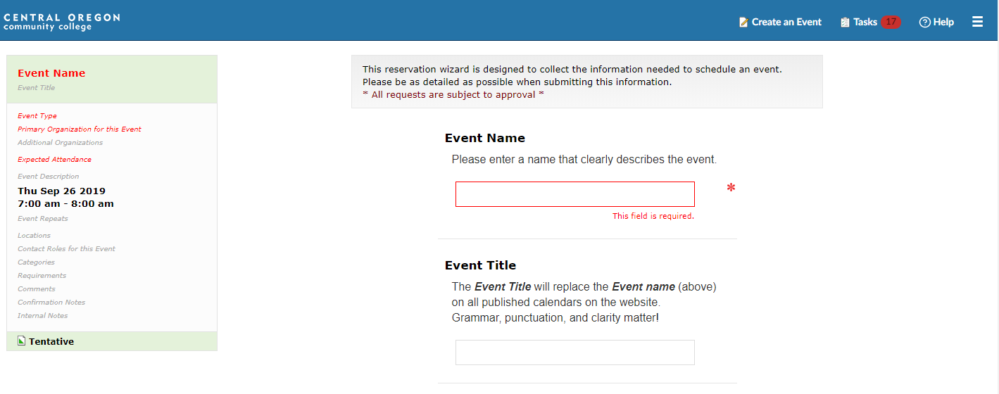 CENTRAL OREGON
community college
Create an Event
Tasks 17
Help
Event Name
Event Title
Event Type
Primary Organization for this Event
Additional Organizations
Expected Attendance
Event Description
Thu Sep 26 2019
7:00 am - 8:00 am
Event Repeats
Locations
Contact Roles for this Event
Categories
Requirements
Comments
Confirmation Notes
Internal Notes
Tentative
This reservation wizard is designed to collect the information needed to schedule an event.
Please be as detailed as possible when submitting this information.
* All requests are subject to approval *
Event Name
Please enter a name that clearly describes the event.
*
This field is required.
Event Title
The Event Title will replace the Event name (above)
on all published calendars on the website.
Grammar, punctuation, and clarity matter!